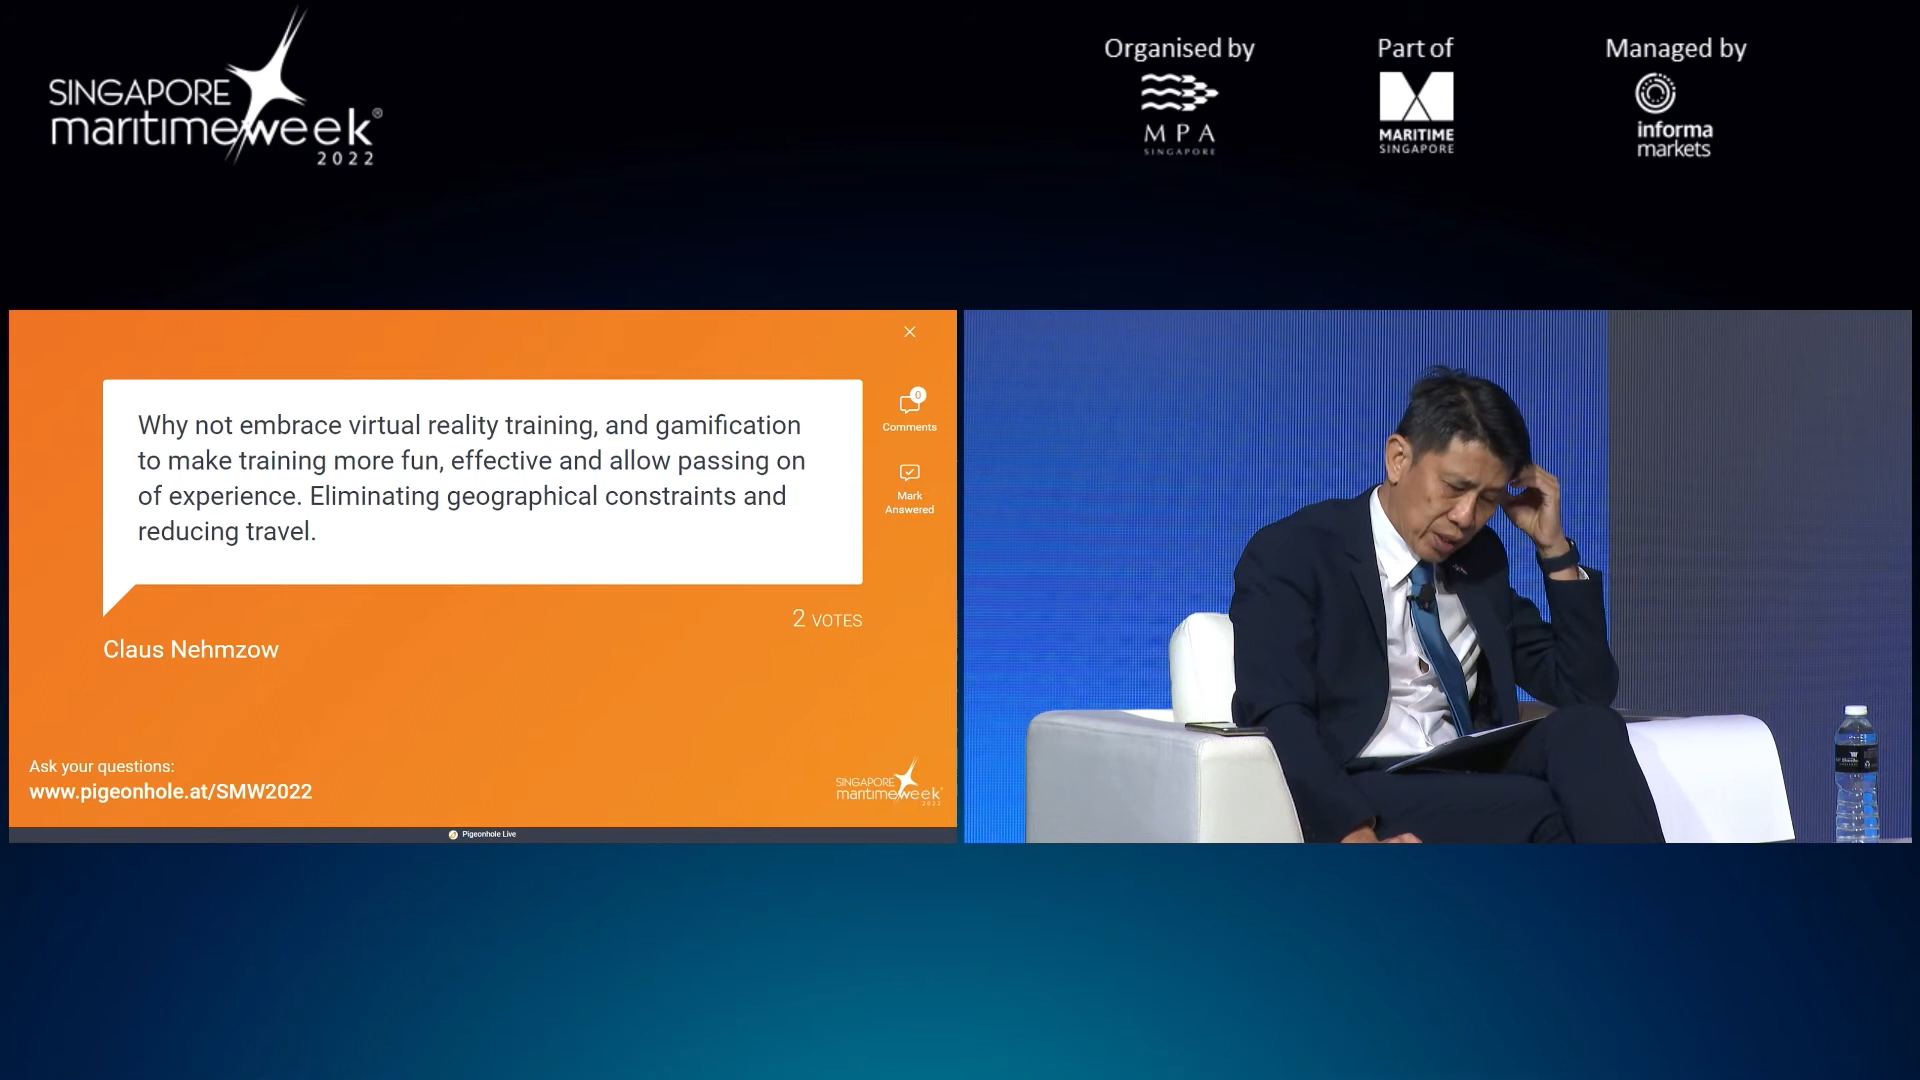 SINGAPORE
maritimeweek®
2022
Organised by
MPA
SINGAPORE
Part of
MARITIME
SINGAPORE
Managed by
informa
markets
Why not embrace virtual reality training, and gamification
to make training more fun, effective and allow passing on
of experience. Eliminating geographical constraints and
reducing travel.
2 VOTES
Claus Nehmzow
0
Comments
Mark
Answered
Ask your questions:
www.pigeonhole.at/SMW2022
SINGAPORE
maritimeweek
2022
Pigeonhole Live